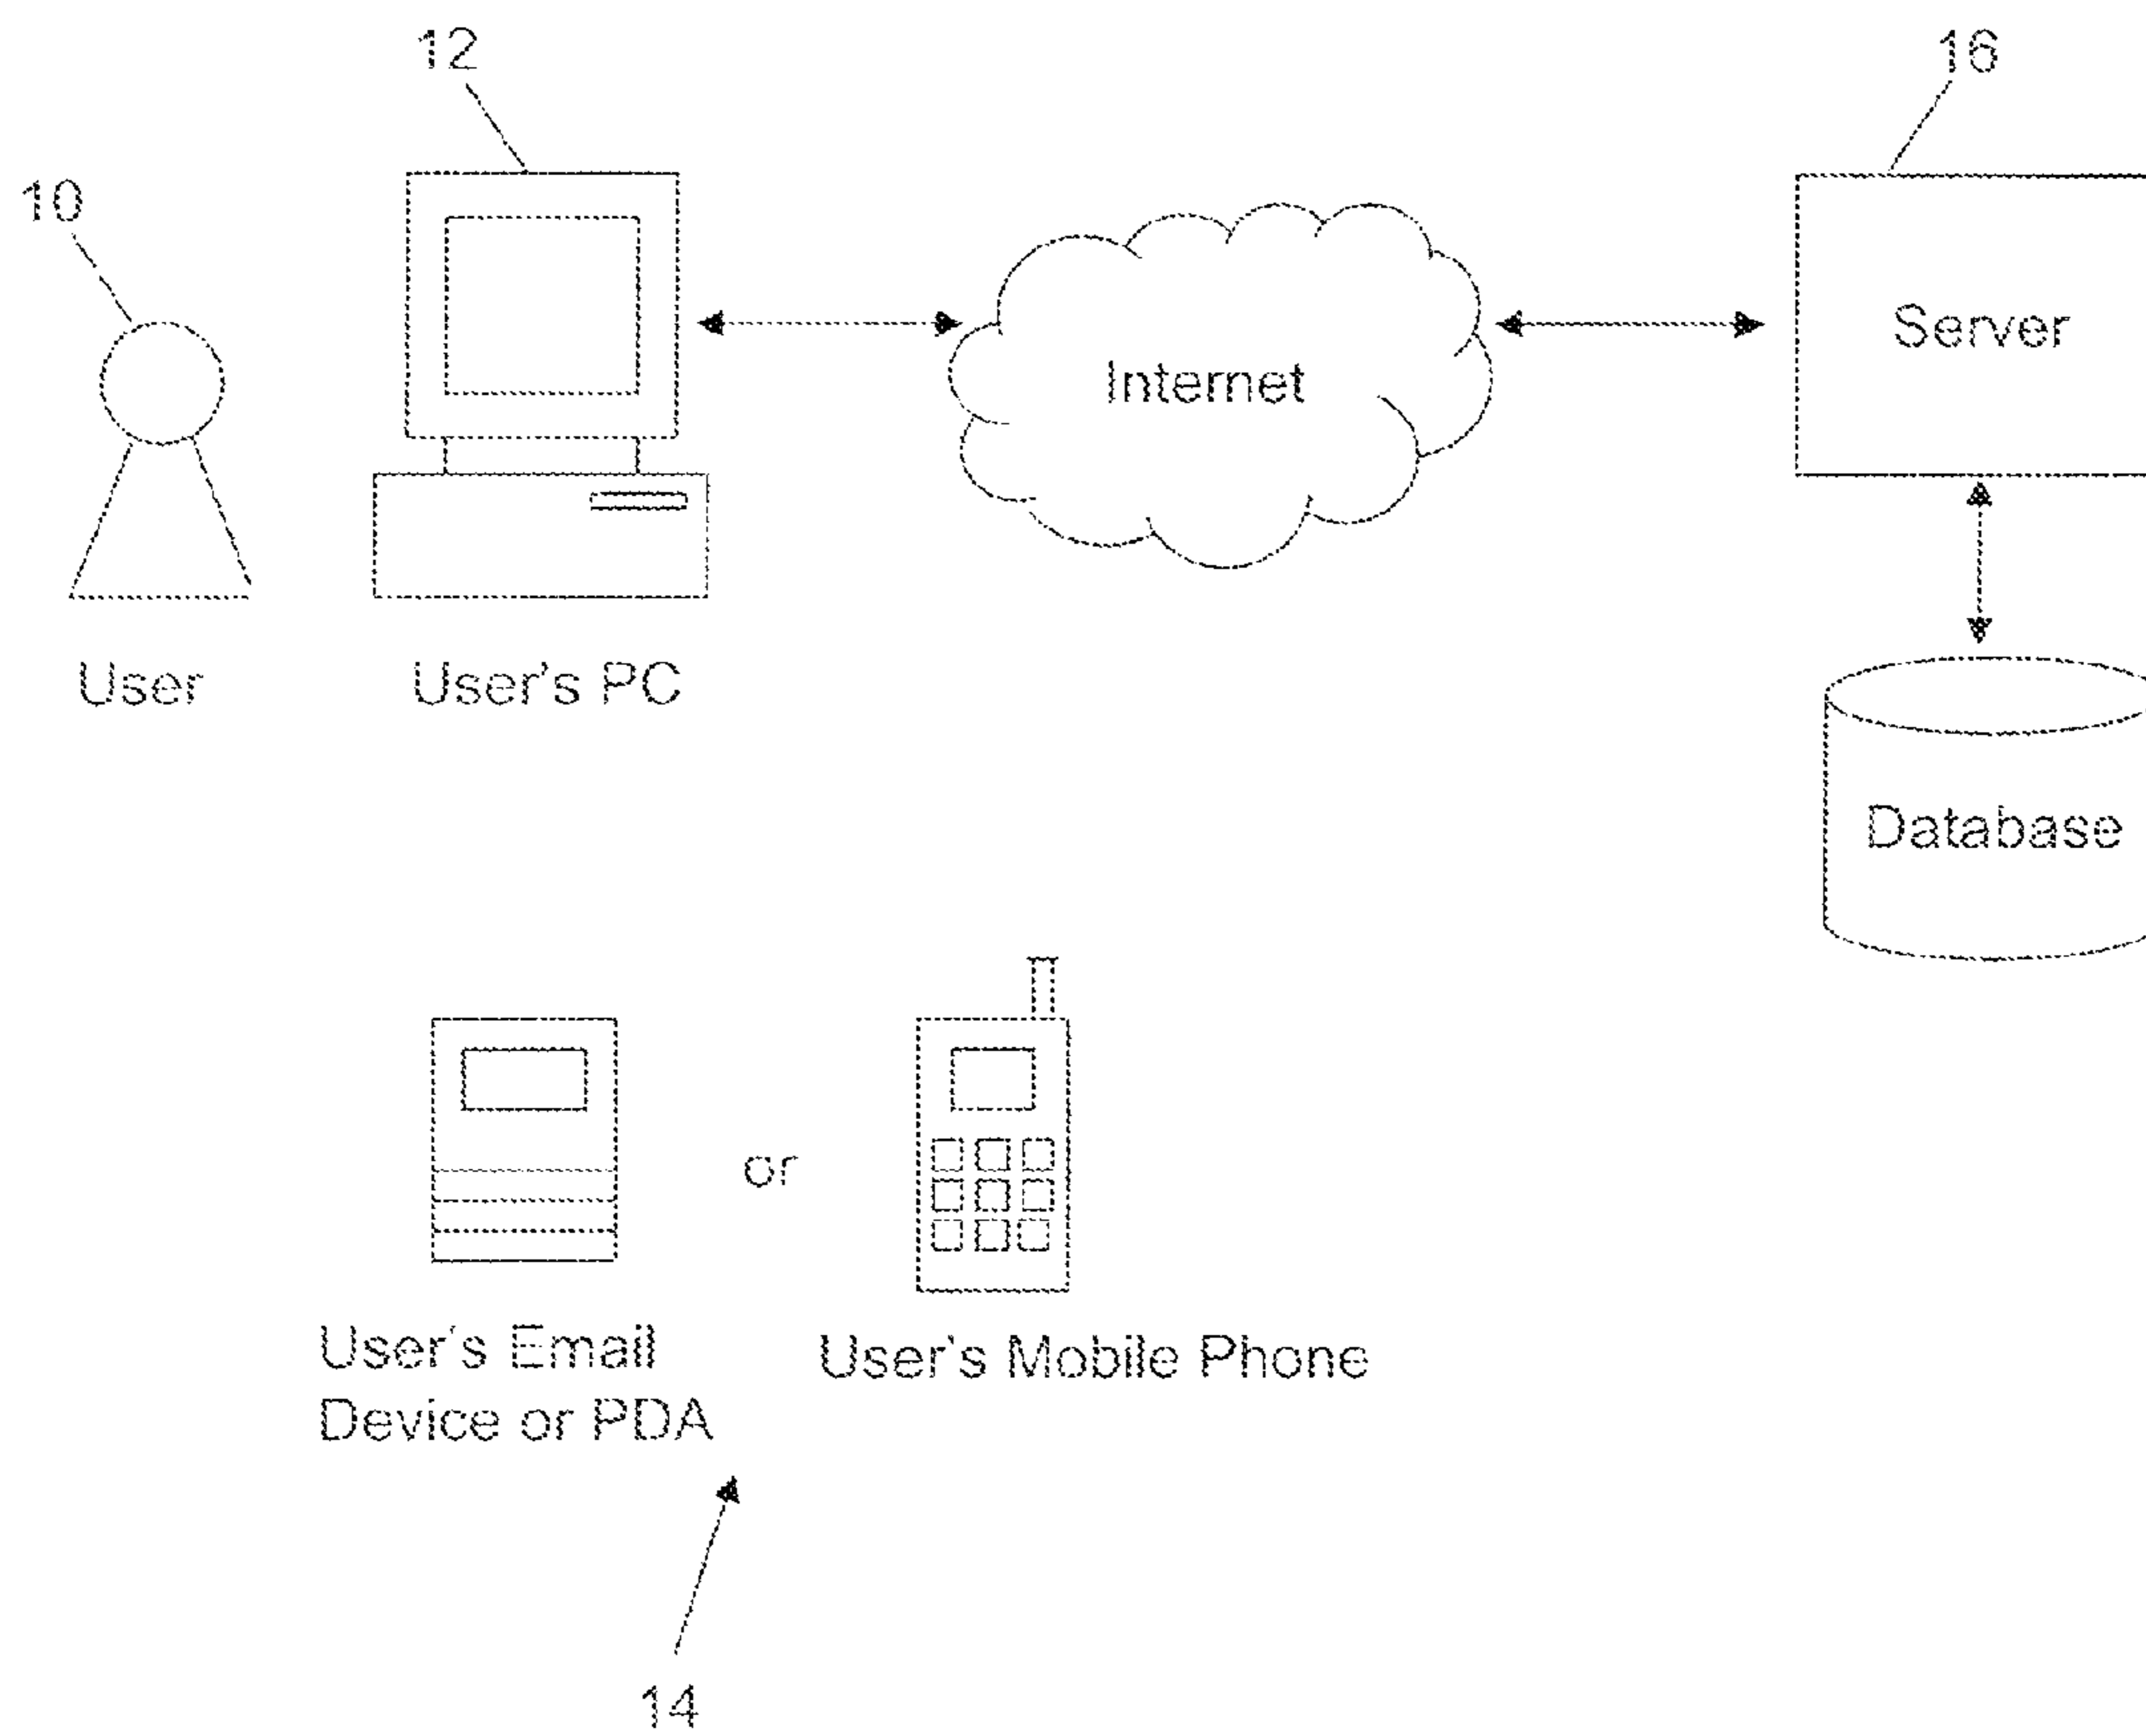 12
16
10
Server
Internet
User
User's PC
Database
or
User's Email
Device or PDA
User's Mobile Phone
14